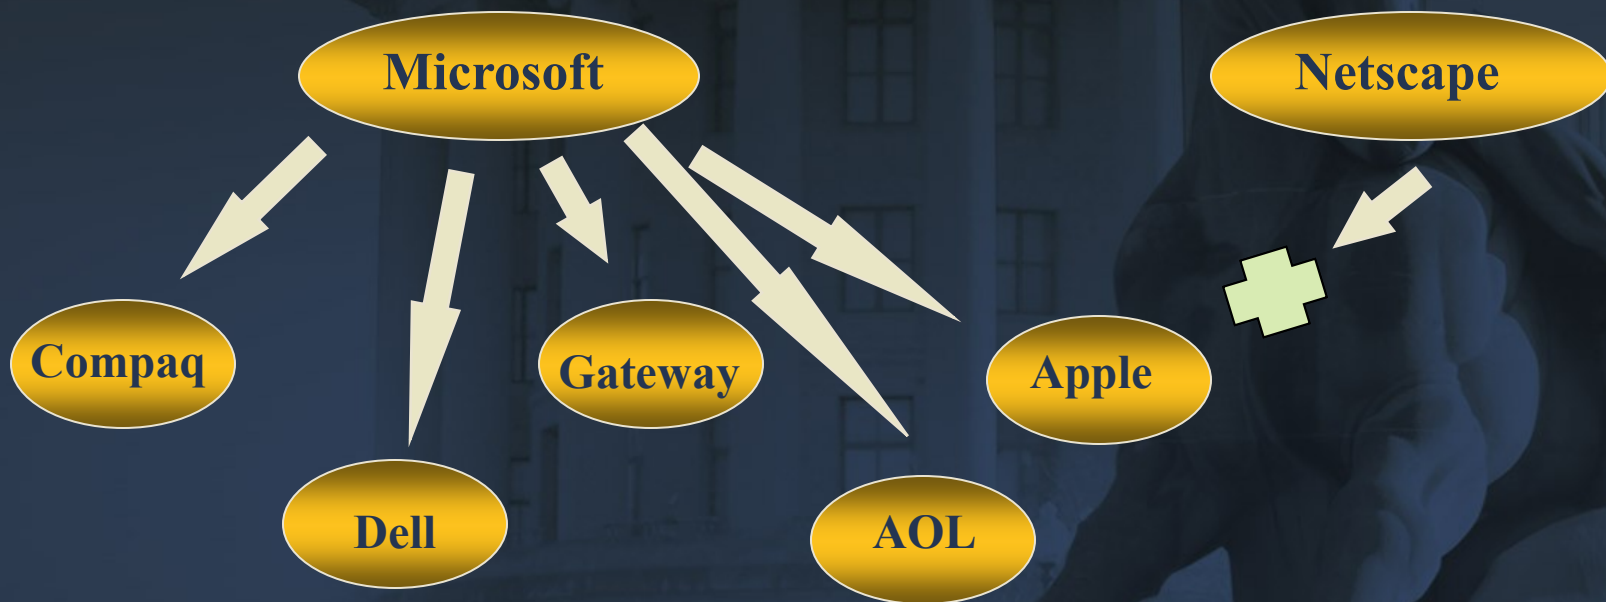 Microsoft
Netscape
Compaq
Gateway
Apple
Dell
AOL